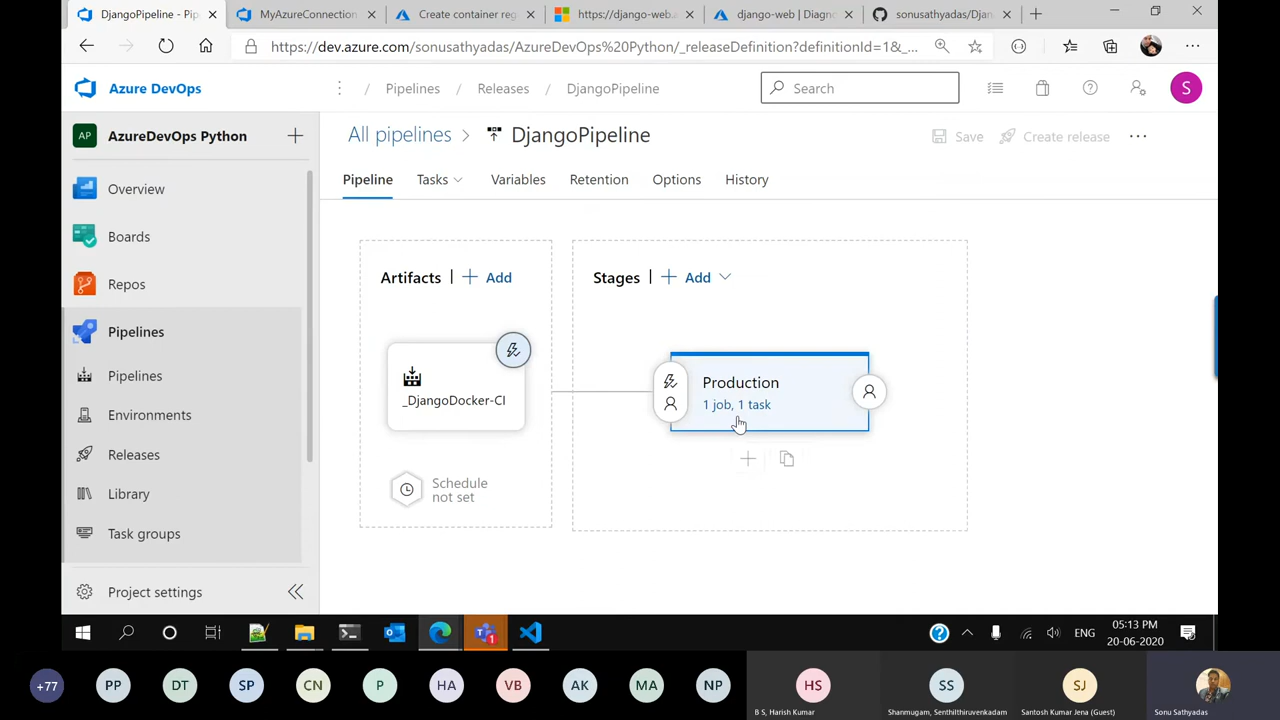 DjangoPipeline - Pip
MyAzureConnection
Create container reg
https://django-web.
django-web | Diagn
sonusathyadas/Djan
https://dev.azure.com/sonusathyadas/AzureDevOps%20Python/_releaseDefinition?definitionId=1&_...
Azure DevOps
/ Pipelines / Releases / DjangoPipeline
Search
S
AP
AzureDevOps Python
All pipelines > DjangoPipeline
Save
Create release
Overview
Boards
Repos
Pipelines
Pipelines
Environments
Releases
Library
Task groups
Project settings
Pipeline
Tasks
Variables
Retention
Options
History
Artifacts | + Add
Stages | + Add
_DjangoDocker-CI
Schedule
not set
Production
1 job, 1 task
1
ENG
05:13 PM
20-06-2020
+77
PP
DT
SP
CN
P
HA
VB
AK
MA
NP
HS
B S, Harish Kumar
SS
Shanmugam, Senthilthiruvenkadam
SJ
Santosh Kumar Jena (Guest)
Sonu Sathyadas